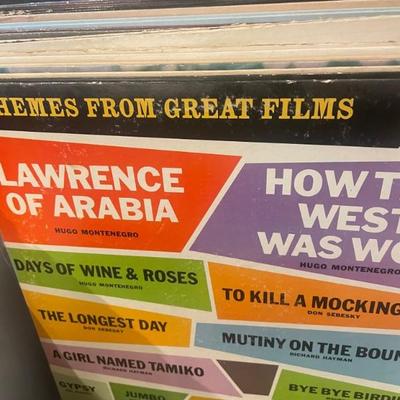 HEMES FROM GREAT FILMS
LAWRENCE
OF ARABIA
HUGO MONTENEGRO
HOW T
WEST
WAS WO
HUGO MONTENEGRO
DAYS OF WINE & ROSES
HUGO MONTENEGRO
TO KILL A MOCKING
DON SEBESKY
THE LONGEST DAY
DON SEBESKY
MUTINY ON THE BOUN
RICHARD HAYMAN
A GIRL NAMED TAMIKO
RICHARD HAYMAN
GYPSY
JUMBO
BYE BYE BIRDI